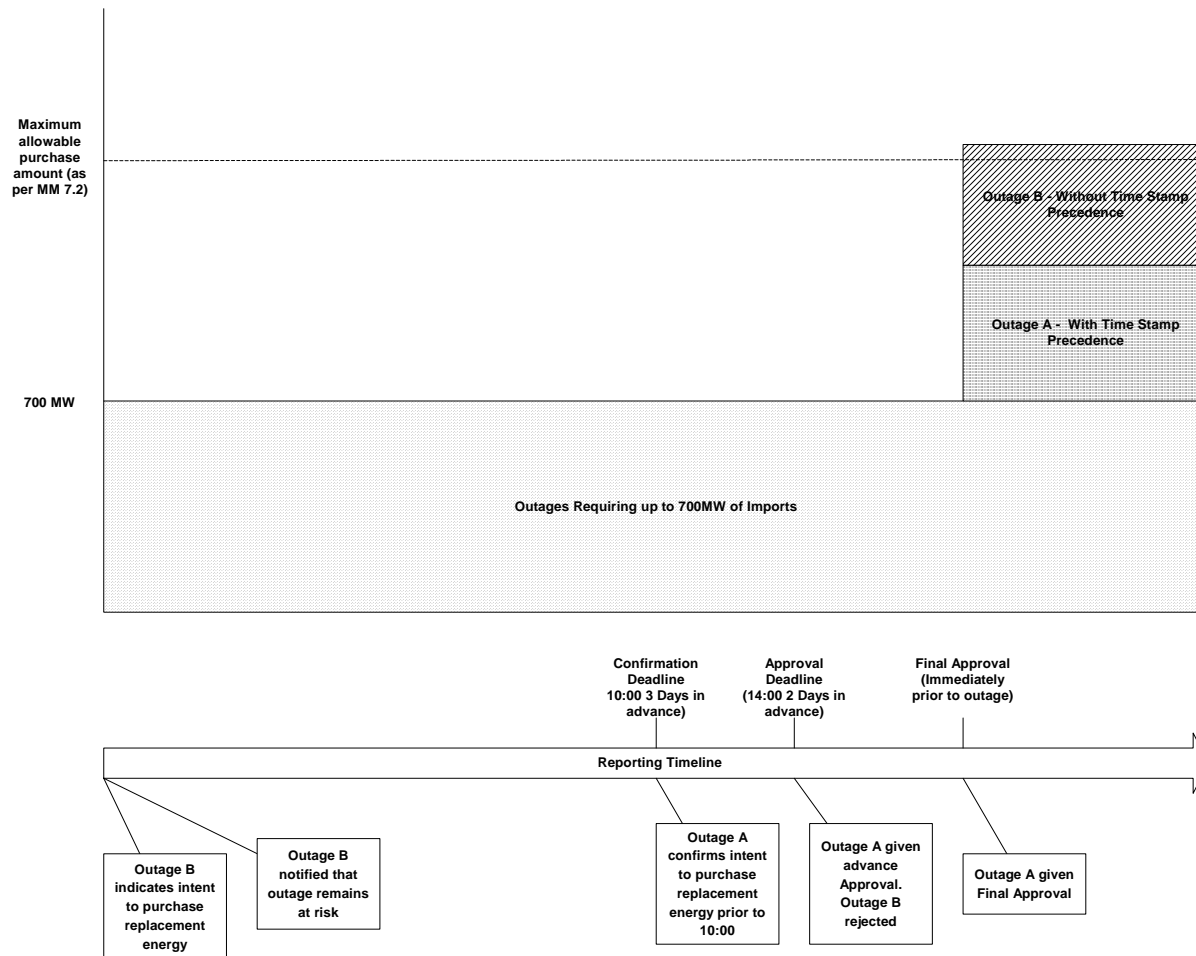 Maximum
allowable
purchase
amount (as
per MM 7.2)
Outage B - Without Time Stamp
Precedence
Outage A - With Time Stamp
Precedence
700 MW
Outages Requiring up to 700MW of Imports
Confirmation
Deadline
10:00 3 Days in
advance)
Approval
Deadline
(14:00 2 Days in
advance)
Final Approval
(Immediately
prior to outage)
Reporting Timeline
Outage B
indicates intent
to purchase
replacement
energy
Outage B
notified that
outage remains
at risk
Outage A
confirms intent
to purchase
replacement
energy prior to
10:00
Outage A given
advance
Approval.
Outage B
rejected
Outage A given
Final Approval